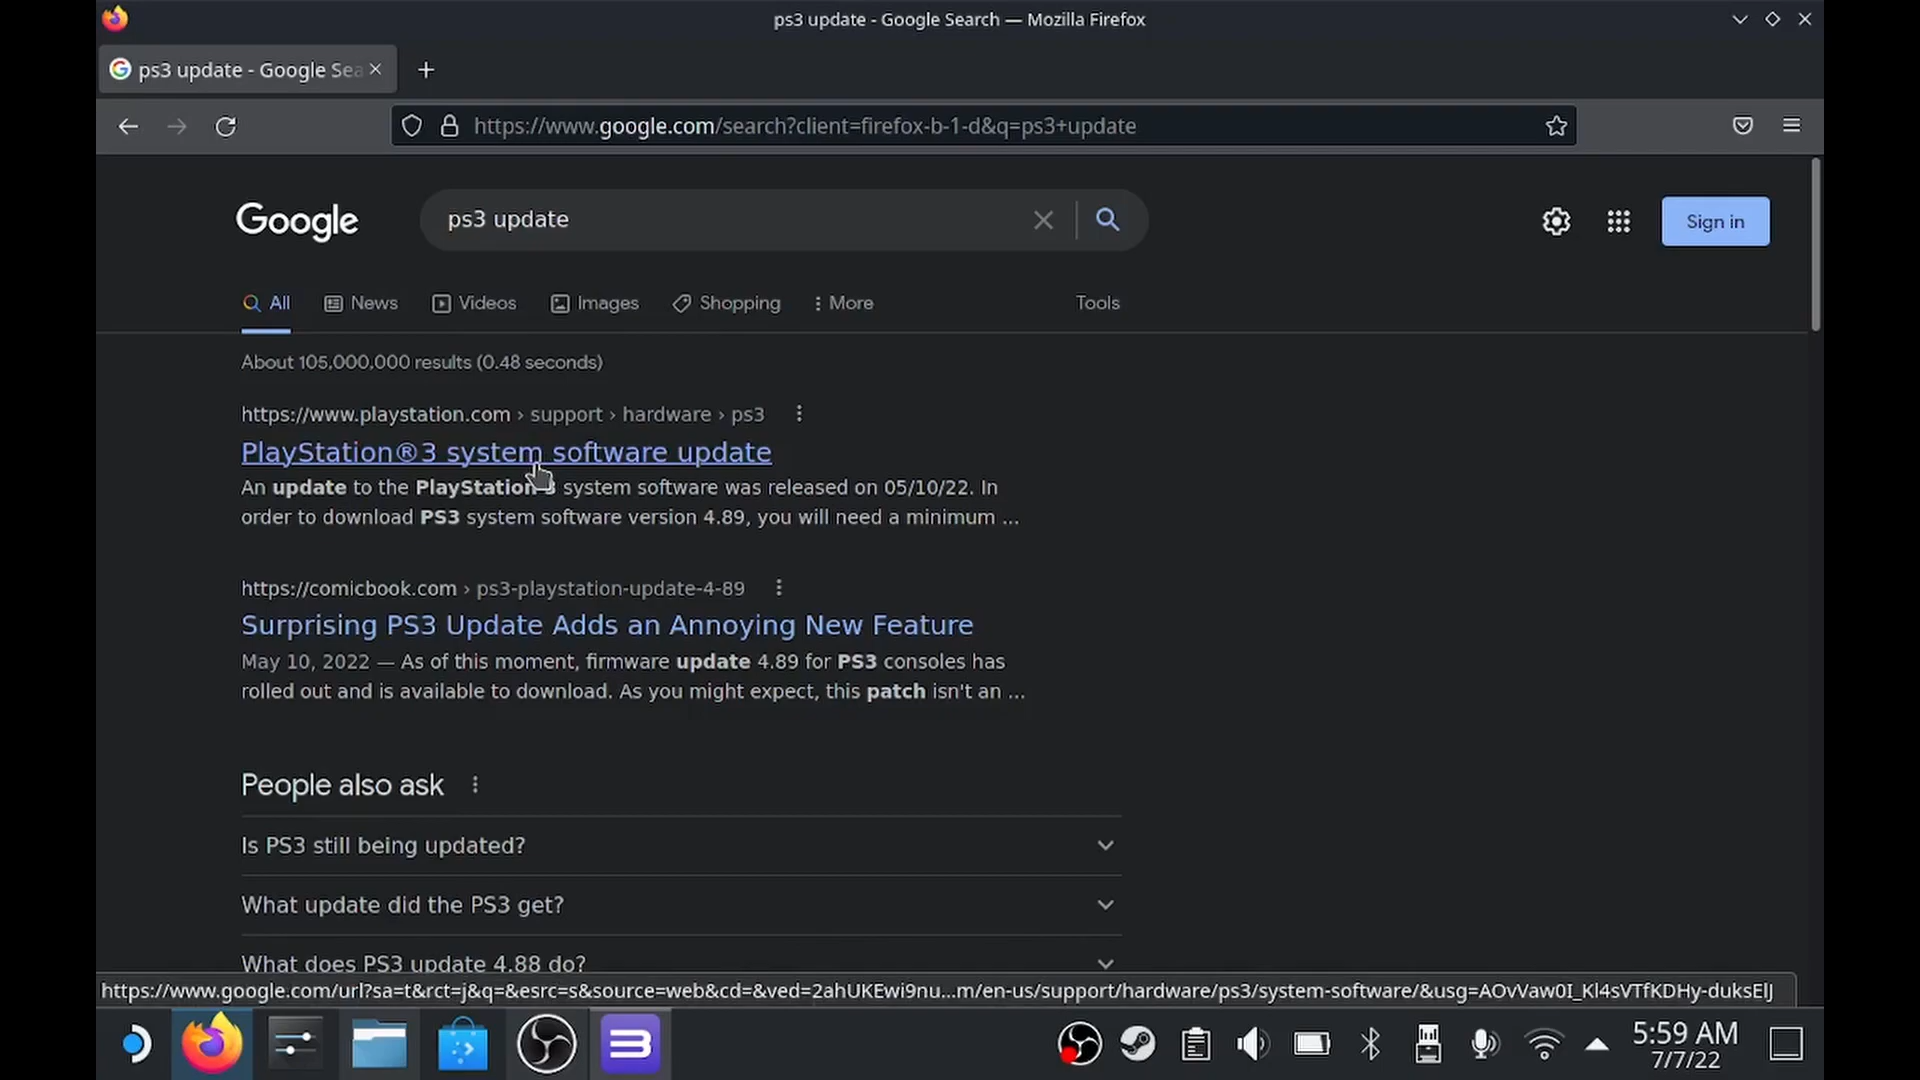 ps3 update - Google Search — Mozilla Firefox
ps3 update - Google Sea
https://www.google.com/search?client=firefox-b-1-d&q=ps3+update
Google
ps3 update
Sign in
All
News
Videos
Images
Shopping
More
Tools
About 105,000,000 results (0.48 seconds)
https://www.playstation.com › support › hardware › ps3
PlayStation®3 system software update
An update to the PlayStation 3 system software was released on 05/10/22. In
order to download PS3 system software version 4.89, you will need a minimum ...
https://comicbook.com › ps3-playstation-update-4-89
Surprising PS3 Update Adds an Annoying New Feature
May 10, 2022 — As of this moment, firmware update 4.89 for PS3 consoles has
rolled out and is available to download. As you might expect, this patch isn't an ...
People also ask
Is PS3 still being updated?
What update did the PS3 get?
What does PS3 update 4.88 do?
https://www.google.com/url?sa=t&rct=j&q=&esrc=s&source=web&cd=&ved=2ahUKEwi9nu...m/en-us/support/hardware/ps3/system-software/&usg=AOvVaw0I_Kl4sVTfKDHy-duksElJ
5:59 AM
7/7/22